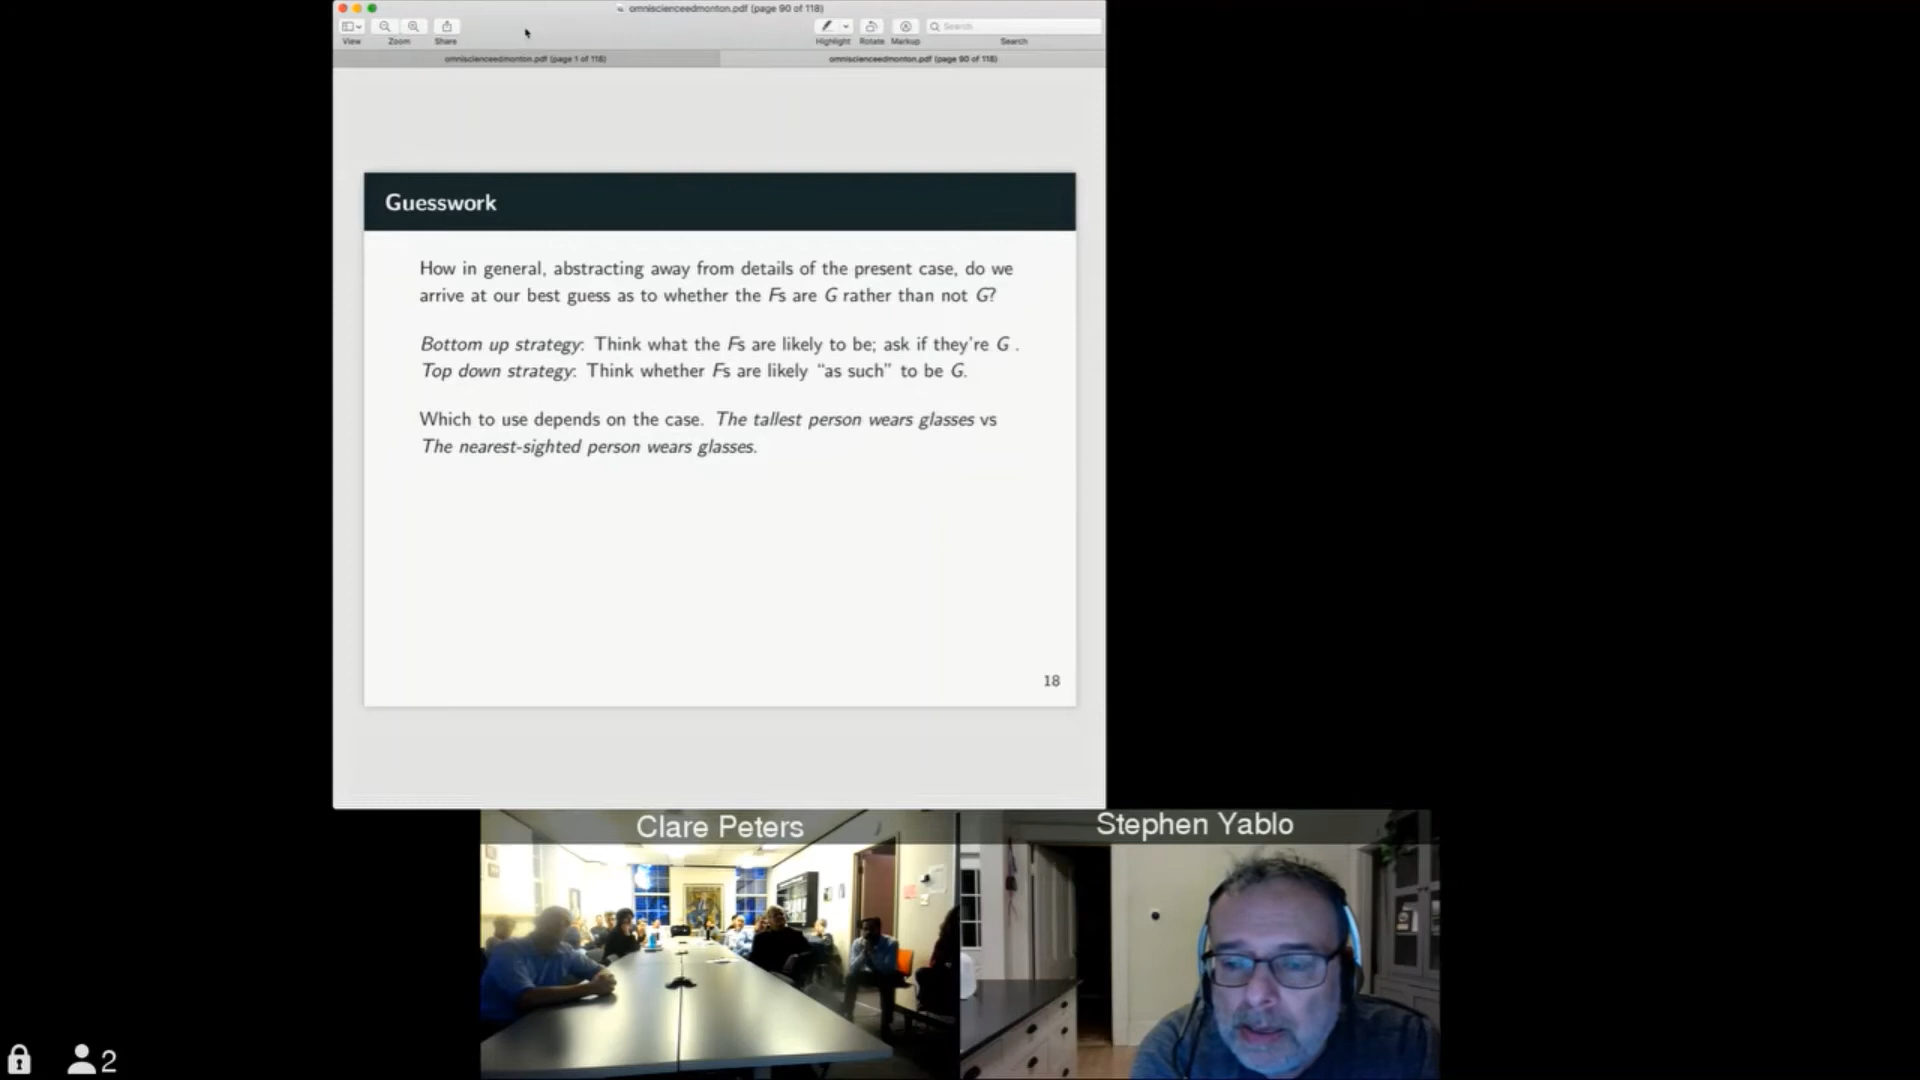 omniscienceedmonton.pdf (page 90 of 118)
View
Zoom
Share
Highlight
Rotate
Markup
Search
Search
omniscienceedmonton.pdf (page 1 of 118)
omniscienceedmonton.pdf (page 90 of 118)
Guesswork
How in general, abstracting away from details of the present case, do we
arrive at our best guess as to whether the Fs are G rather than not G?
Bottom up strategy: Think what the Fs are likely to be; ask if they're G .
Top down strategy: Think whether Fs are likely “as such” to be G.
Which to use depends on the case. The tallest person wears glasses vs
The nearest-sighted person wears glasses.
18
Clare Peters
Stephen Yablo
2